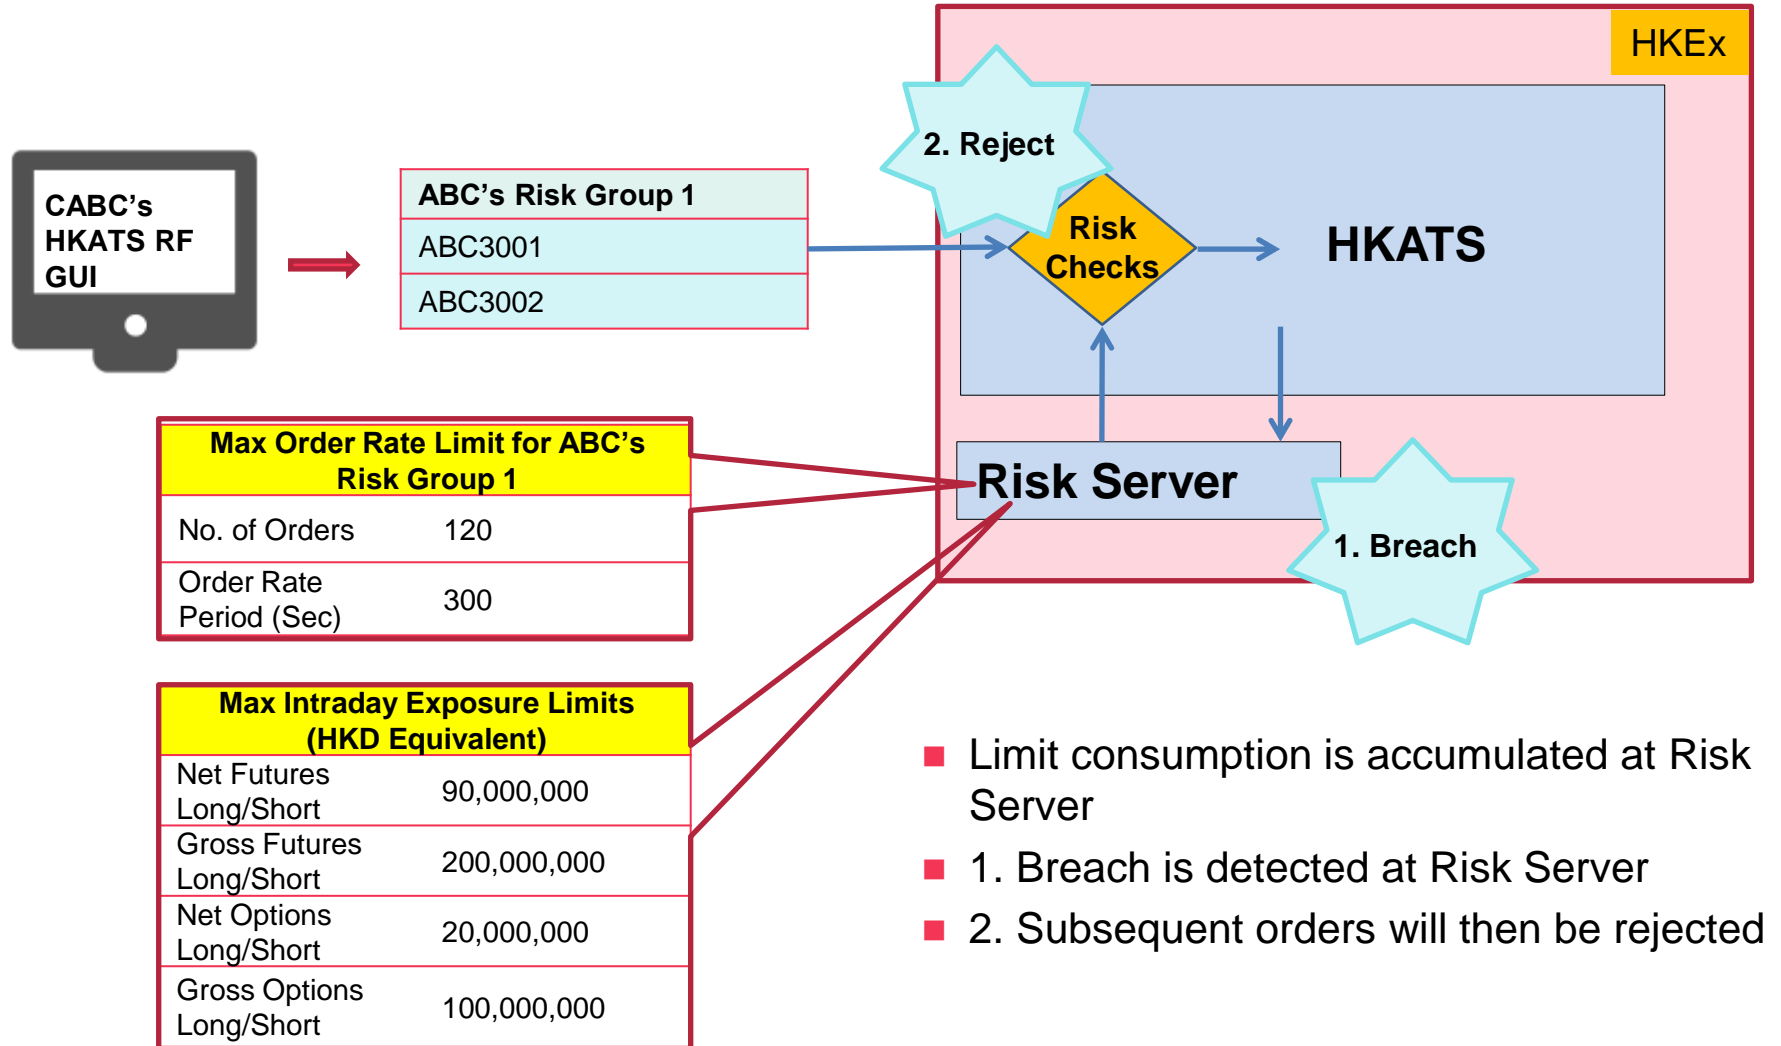 HKEx
2. Reject
CABC's
HKATS RF
GUI
ABC's Risk Group 1
ABC3001
ABC3002
Risk
Checks
HKATS
Max Order Rate Limit for ABC's
Risk Group 1
No. of Orders 120
Order Rate
Period (Sec) 300
Risk Server
1. Breach
Max Intraday Exposure Limits
(HKD Equivalent)
Net Futures
Long/Short 90,000,000
Gross Futures
Long/Short 200,000,000
Net Options
Long/Short 20,000,000
Gross Options
Long/Short 100,000,000
Limit consumption is accumulated at Risk
Server
1. Breach is detected at Risk Server
2. Subsequent orders will then be rejected